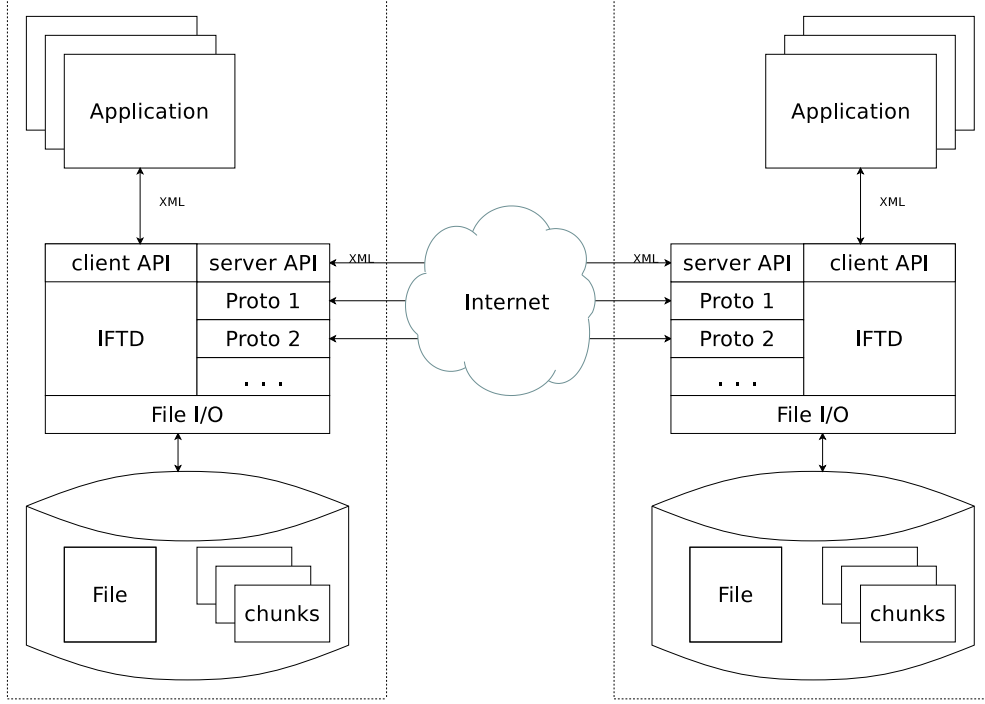 Application
Application
XML
XML
client API
server API
XML
XML
server API
client API
IFTD
Proto 1
Internet
Proto 1
IFTD
Proto 2
Proto 2
. . .
. . .
File I/O
File I/O
File
chunks
File
chunks